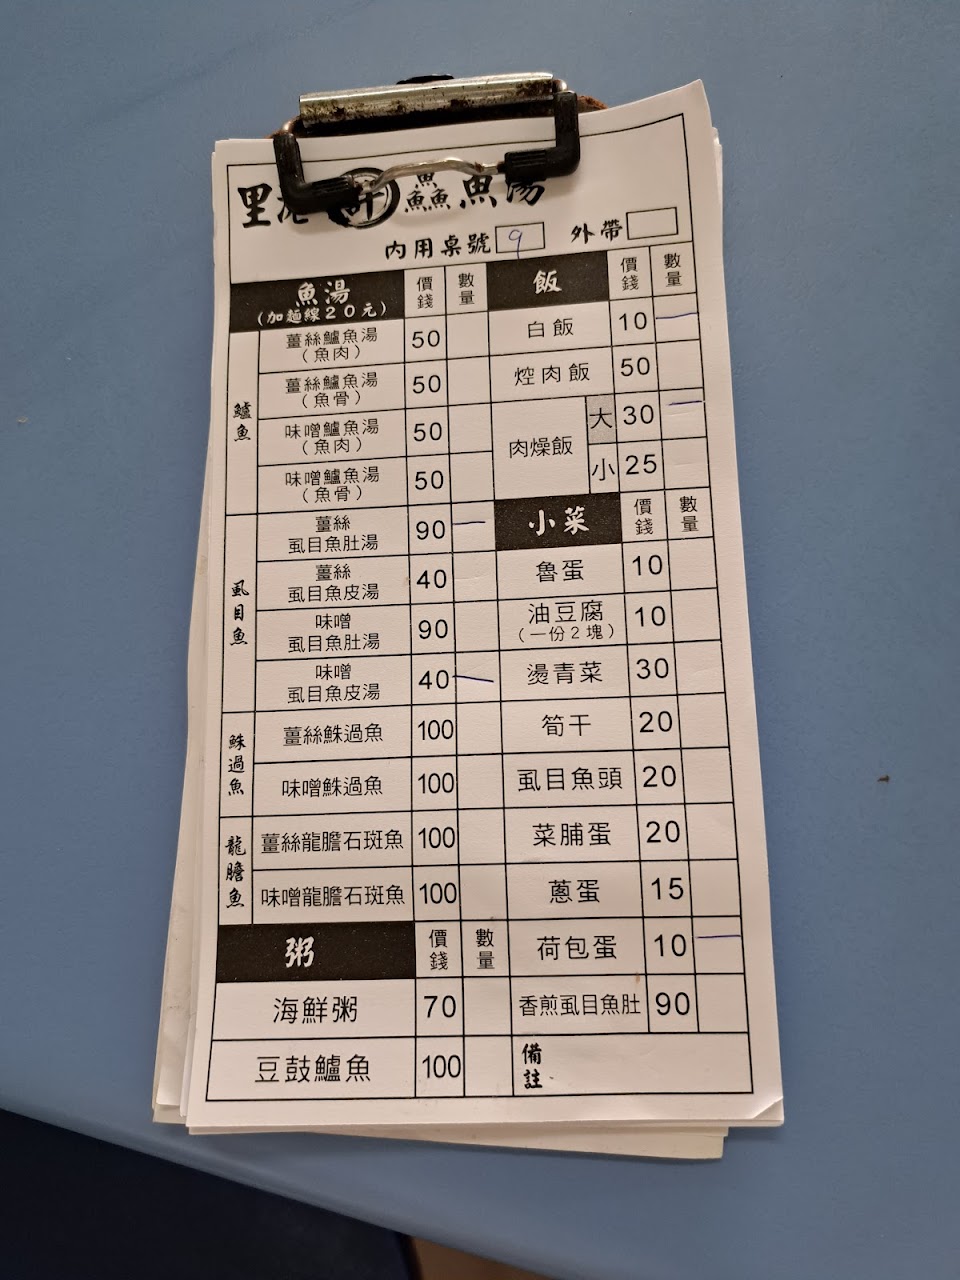 里港 許 鱻魚湯
內用桌號 9 外帶
魚湯 (加麵線20元) 價錢 數量
鱸魚
薑絲鱸魚湯 (魚肉) 50
薑絲鱸魚湯 (魚骨) 50
味噌鱸魚湯 (魚肉) 50
味噌鱸魚湯 (魚骨) 50
虱目魚
薑絲 虱目魚肚湯 90 一
薑絲 虱目魚皮湯 40
味噌 虱目魚肚湯 90
味噌 虱目魚皮湯 40 一
鮢過魚
薑絲鮢過魚 100
味噌鮢過魚 100
龍膽魚
薑絲龍膽石斑魚 100
味噌龍膽石斑魚 100
粥 價錢 數量
海鮮粥 70
豆鼓鱸魚 100
飯 價錢 數量
白飯 10 一
焢肉飯 50
肉燥飯
大 30 一
小 25
小菜 價錢 數量
魯蛋 10
油豆腐 (一份2塊) 10
燙青菜 30
筍干 20
虱目魚頭 20
菜脯蛋 20
蔥蛋 15
荷包蛋 10 一
香煎虱目魚肚 90
備註